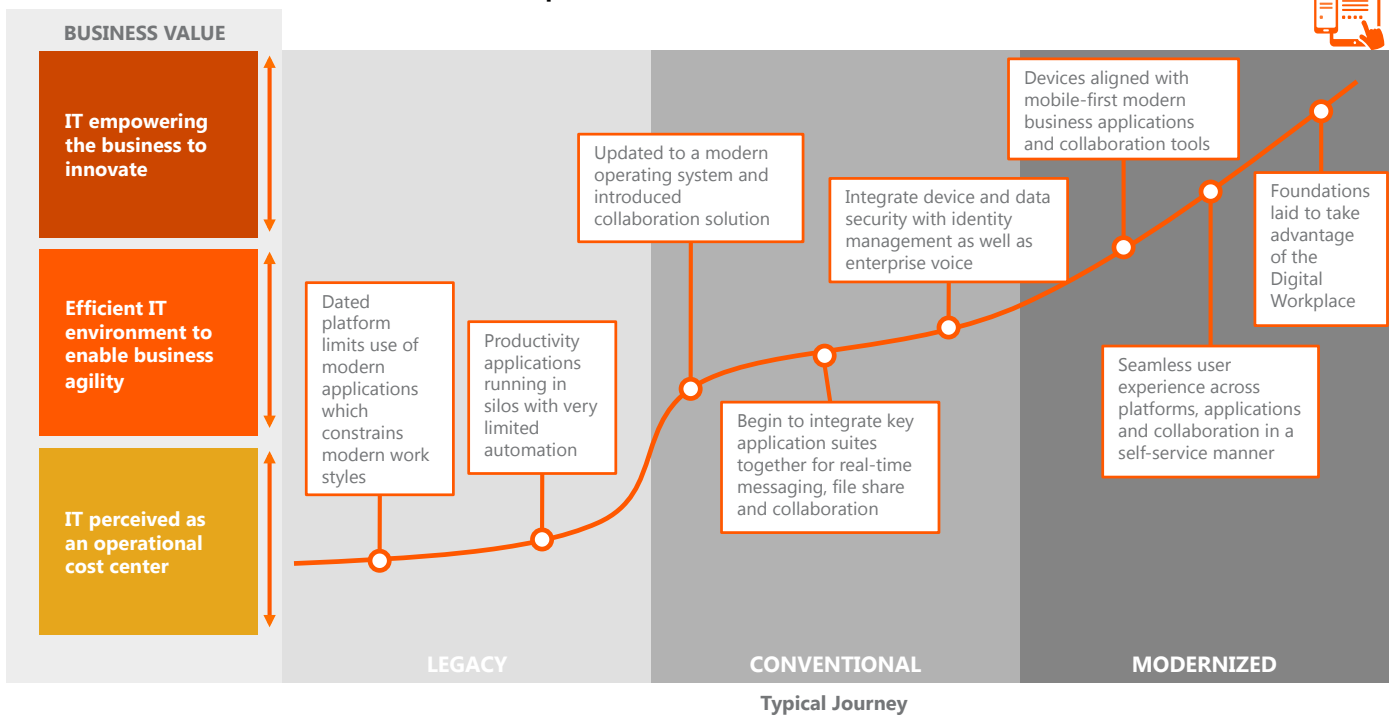 BUSINESS VALUE
IT empowering
the business to
innovate
Efficient IT
environment to
enable business
agility
IT perceived as
an operational
cost center
Dated
platform
limits use of
modern
applications
which
constrains
modern work
styles
Productivity
applications
running in
silos with very
limited
automation
Updated to a modern
operating system and
introduced
collaboration solution
Begin to integrate key
application suites
together for real-time
messaging, file share
and collaboration
Integrate device and data
security with identity
management as well as
enterprise voice
Devices aligned with
mobile-first modern
business applications
and collaboration tools
Seamless user
experience across
platforms, applications
and collaboration in a
self-service manner
Foundations
laid to take
advantage
of the
Digital
Workplace
LEGACY
CONVENTIONAL
MODERNIZED
Typical Journey